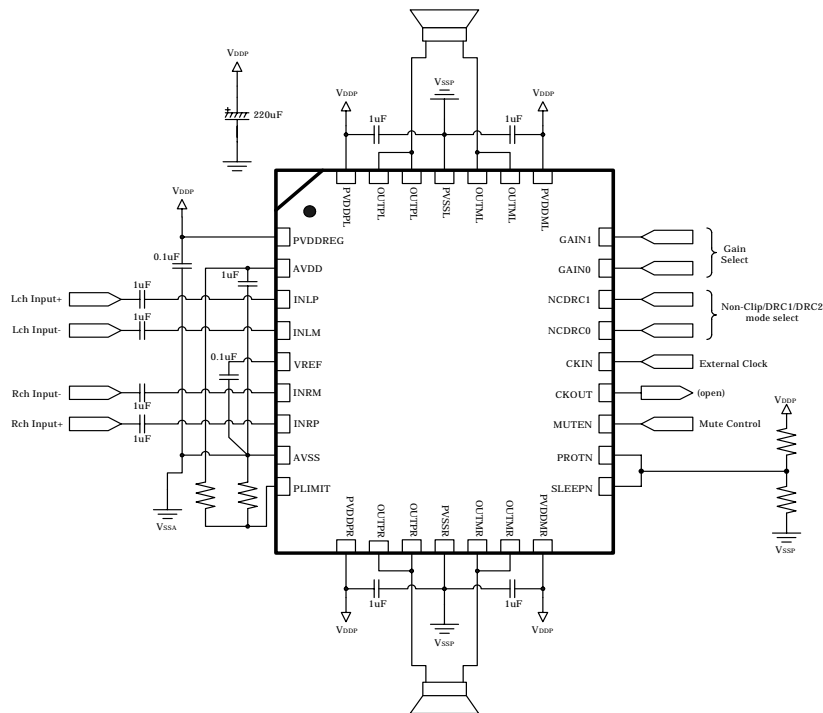 VDDP
220uF
VDDP
VSSP
VDDP
1uF
1uF
PVDDPL
OUTPL
OUTPL
PVSSL
OUTML
OUTML
PVDDML
VDDP
0.1uF
1uF
1uF
Lch Input+
1uF
Lch Input-
0.1uF
Rch Input-
1uF
Rch Input+
1uF
VSSA
PVDDREG
AVDD
INLP
INLM
VREF
INRM
INRP
AVSS
PLIMIT
GAIN1
GAIN0
NCDRC1
NCDRC0
CKIN
CKOUT
MUTEN
PROTN
SLEEPN
Gain
Select
Non-Clip/DRC1/DRC2
mode select
External Clock
(open)
Mute Control
VDDP
VSSP
PVDDPR
OUTPR
OUTPR
PVSSR
OUTMR
OUTMR
PVDDMR
1uF
1uF
VDDP
VSSP
VDDP